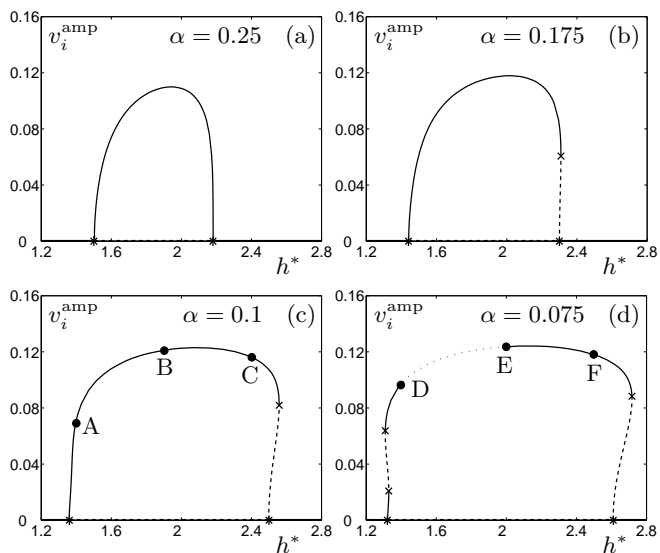 v_i^amp α = 0.25 (a)
0.16
0.12
0.08
0.04
0
1.2 1.6 2 2.4 2.8
h*
v_i^amp α = 0.175 (b)
0.16
0.12
0.08
0.04
0
1.2 1.6 2 2.4 2.8
h*
v_i^amp α = 0.1 (c)
0.16
0.12
0.08
0.04
0
A
B
C
1.2 1.6 2 2.4 2.8
h*
v_i^amp α = 0.075 (d)
0.16
0.12
0.08
0.04
0
D
E
F
1.2 1.6 2 2.4 2.8
h*